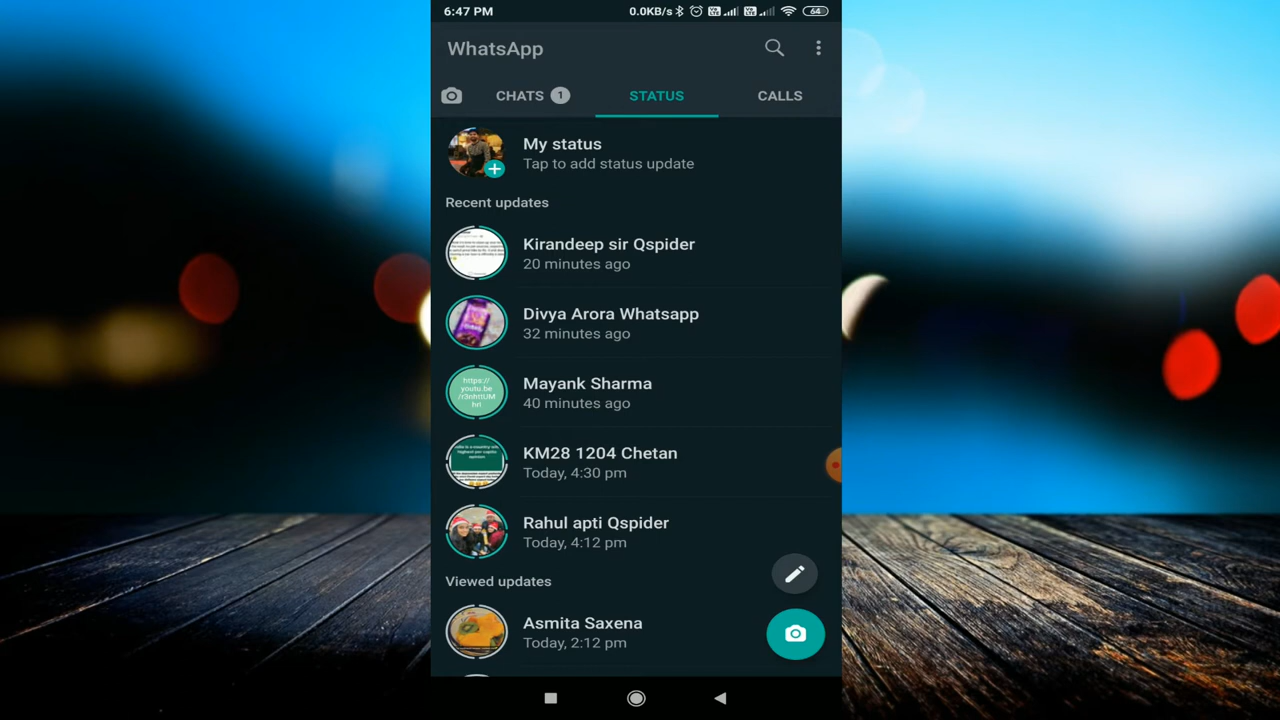 6:47 PM 0.0KB/s 64
WhatsApp
CHATS 1 STATUS CALLS
My status
Tap to add status update
Recent updates
Kirandeep sir Qspider
20 minutes ago
Divya Arora Whatsapp
32 minutes ago
https://
youtu.be
Mayank Sharma
40 minutes ago
KM28 1204 Chetan
Today, 4:30 pm
Rahul apti Qspider
Today, 4:12 pm
Viewed updates
Asmita Saxena
Today, 2:12 pm